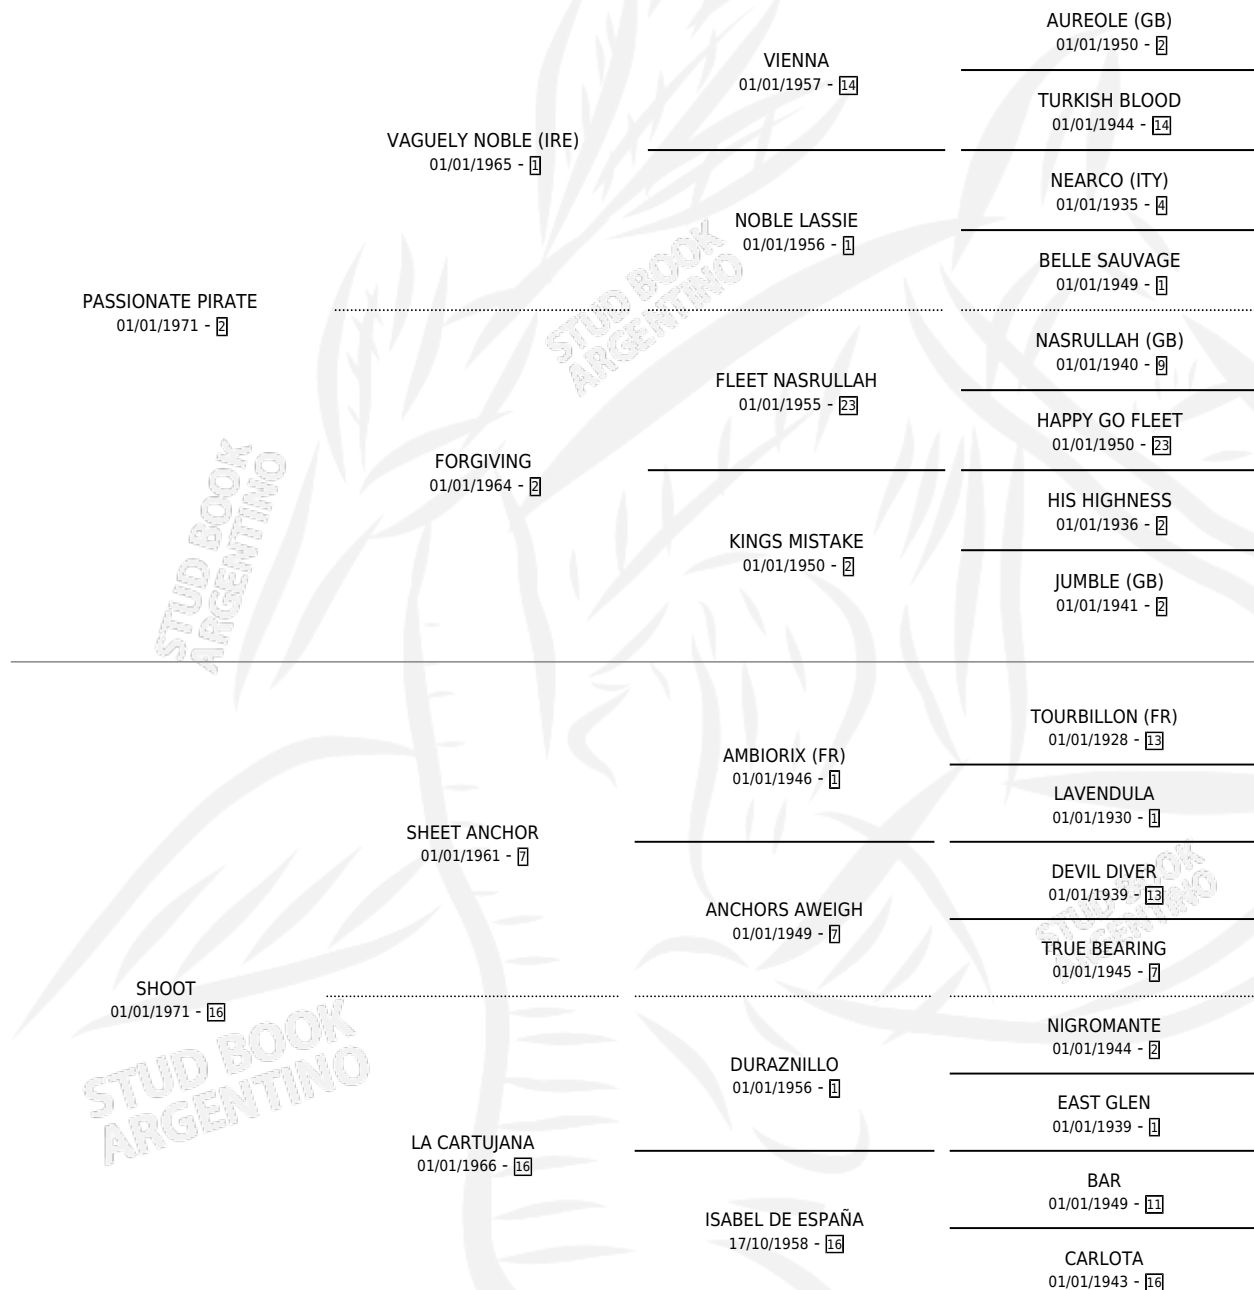 AUREOLE (GB)
01/01/1950 - 2
VIENNA
01/01/1957 - 14
TURKISH BLOOD
01/01/1944 - 14
VAGUELY NOBLE (IRE)
01/01/1965 - 1
NEARCO (ITY)
01/01/1935 - 4
NOBLE LASSIE
01/01/1956 - 1
BELLE SAUVAGE
01/01/1949 - 1
STUD BOOK
ARGENTINO
PASSIONATE PIRATE
01/01/1971 - 2
NASRULLAH (GB)
01/01/1940 - 9
FLEET NASRULLAH
01/01/1955 - 23
HAPPY GO FLEET
01/01/1950 - 23
FORGIVING
01/01/1964 - 2
HIS HIGHNESS
01/01/1936 - 2
KINGS MISTAKE
01/01/1950 - 2
JUMBLE (GB)
01/01/1941 - 2
STUD BOOK
ARGENTINO
TOURBILLON (FR)
01/01/1928 - 13
AMBIORIX (FR)
01/01/1946 - 1
LAVENDULA
01/01/1930 - 1
SHEET ANCHOR
01/01/1961 - 7
DEVIL DIVER
01/01/1939 - 13
ANCHORS AWEIGH
01/01/1949 - 7
STUD BOOK
ARGENTINO
TRUE BEARING
01/01/1945 - 7
SHOOT
01/01/1971 - 16
NIGROMANTE
01/01/1944 - 2
DURAZNILLO
01/01/1956 - 1
STUD BOOK
ARGENTINO
EAST GLEN
01/01/1939 - 1
LA CARTUJANA
01/01/1966 - 16
BAR
01/01/1949 - 11
ISABEL DE ESPAÑA
17/10/1958 - 16
CARLOTA
01/01/1943 - 16